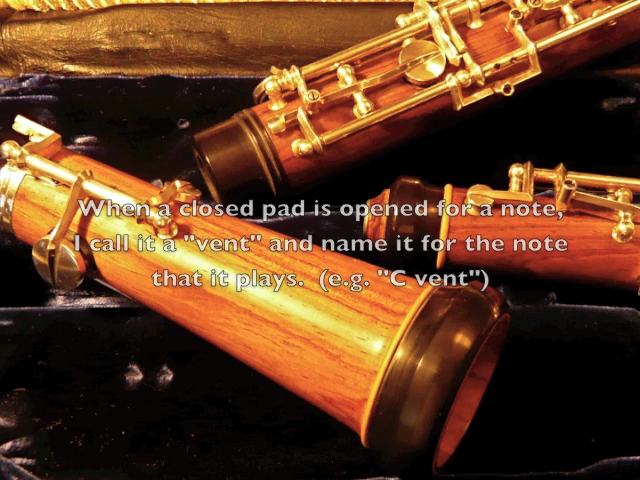 When a closed pad is opened for a note,
I call it a "vent" and name it for the note
that it plays.  (e.g. "C vent")